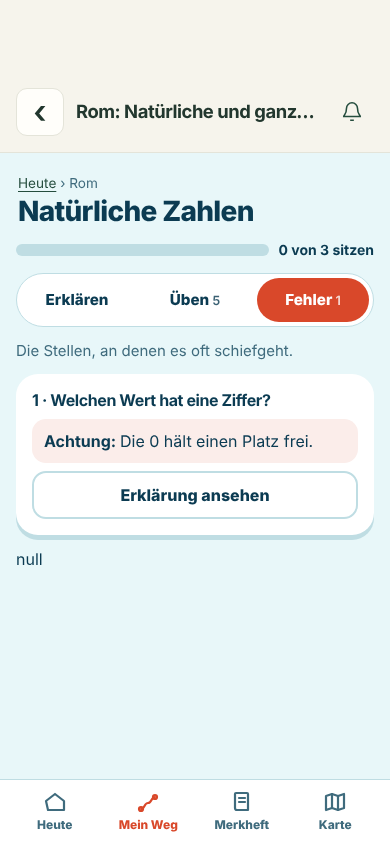 Rom: Natürliche und ganz...
Heute › Rom
Natürliche Zahlen
0 von 3 sitzen
Erklären Üben 5 Fehler 1
Die Stellen, an denen es oft schiefgeht.
1 · Welchen Wert hat eine Ziffer?
Achtung: Die 0 hält einen Platz frei.
Erklärung ansehen
null
Heute Mein Weg Merkheft Karte